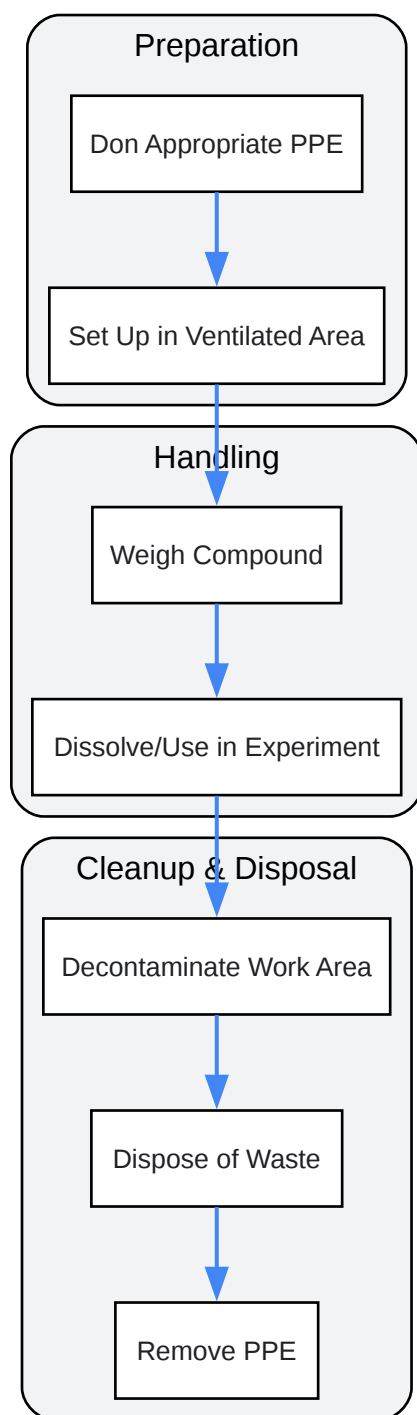 Preparation
Don Appropriate PPE
Set Up in Ventilated Area
Handling
Weigh Compound
Dissolve/Use in Experiment
Cleanup & Disposal
Decontaminate Work Area
Dispose of Waste
Remove PPE